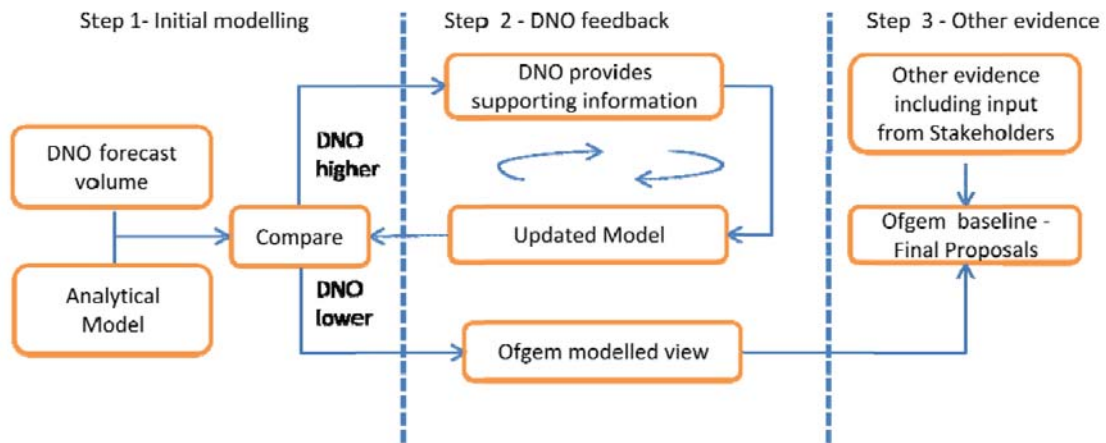 Step 1- Initial modelling
Step 2 - DNO feedback
Step 3 - Other evidence
DNO forecast
volume
Analytical
Model
Compare
DNO
higher
DNO
lower
DNO provides
supporting information
Updated Model
Ofgem modelled view
Other evidence
including input
from Stakeholders
Ofgem baseline -
Final Proposals